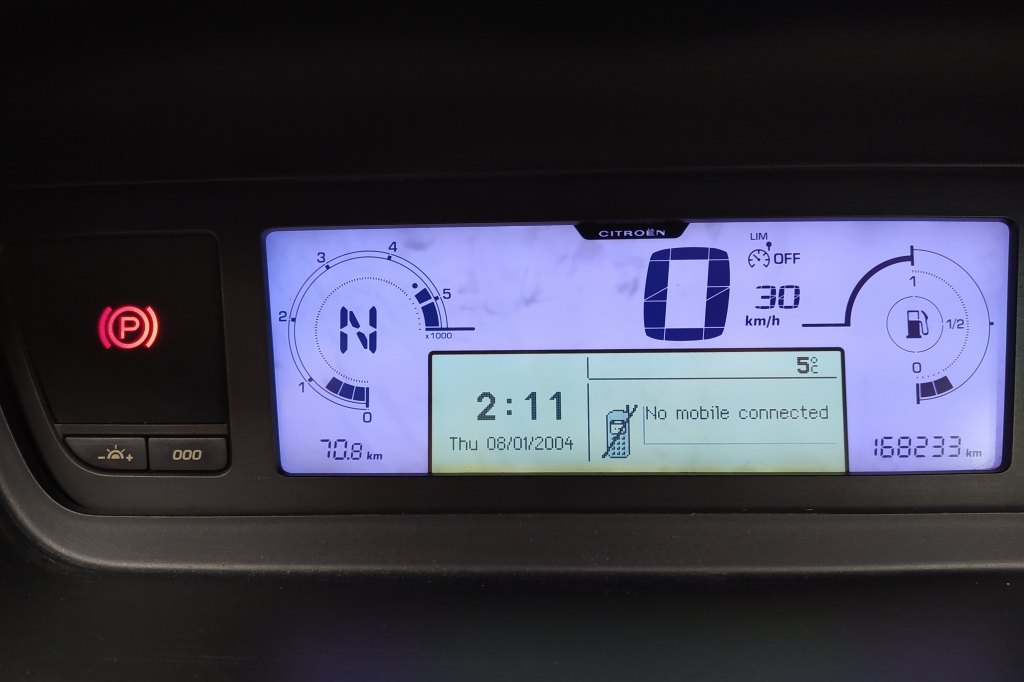 CITROËN
LIM
OFF
30
km/h
0
N
0
1
2
3
4
5
x1000
1
1/2
0
5°C
2:11
Thu 08/01/2004
No mobile connected
70.8 km
168233 km
P
- +
000